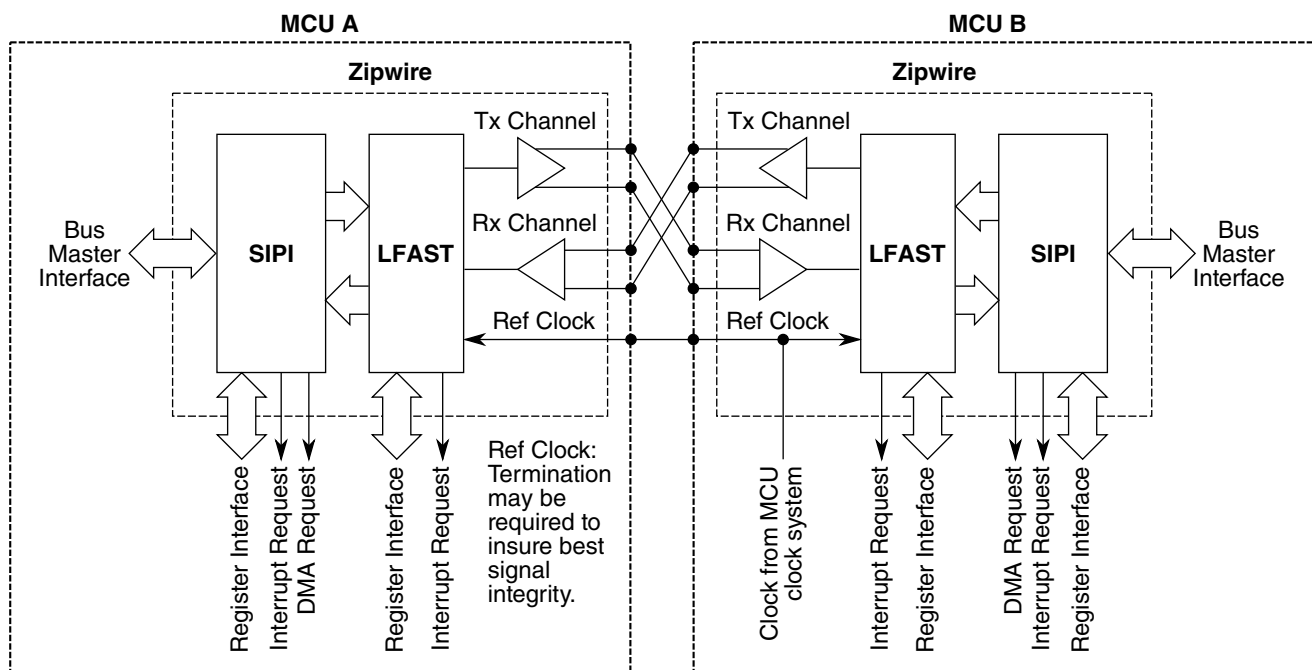 MCU A
MCU B
Zipwire
Zipwire
Tx Channel
Tx Channel
Rx Channel
Rx Channel
Bus
Master
Interface
SIPI
LFAST
LFAST
SIPI
Bus
Master
Interface
Ref Clock
Ref Clock
Register Interface
Interrupt Request
DMA Request
Register Interface
Interrupt Request
Ref Clock:
Termination
may be
required to
insure best
signal
integrity.
Clock from MCU
clock system
Interrupt Request
Register Interface
DMA Request
Interrupt Request
Register Interface